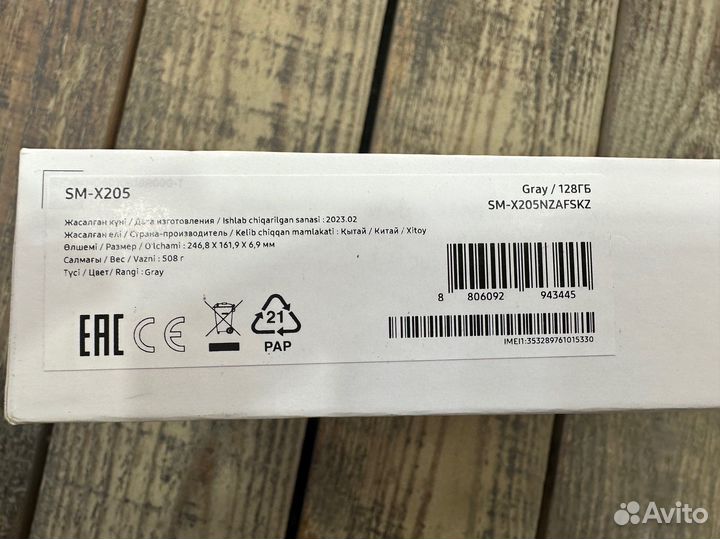 SM-X205
Gray / 128ГБ
SM-X205NZAFSKZ
Жасалған күні / Дата изготовления / Ishlab chiqarilgan sanasi : 2023.02
Жасалған елі / Страна-производитель / Kelib chiqqan mamlakati : Қытай / Китай / Xitoy
Өлшемі / Размер / O'lchami : 246,8 X 161,9 X 6,9 мм
Салмағы / Вес / Vazni : 508 г
Түсі / Цвет/ Rangi : Gray
8 806092 943445
EAC CE
21
PAP
IMEI1:353289761015330
Avito